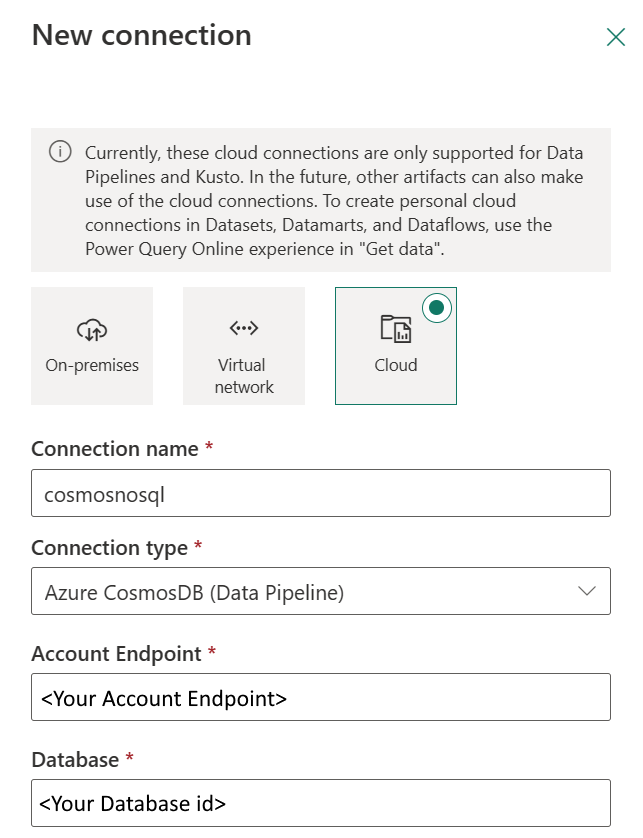 New connection
Currently, these cloud connections are only supported for Data
Pipelines and Kusto. In the future, other artifacts can also make
use of the cloud connections. To create personal cloud
connections in Datasets, Datamarts, and Dataflows, use the
Power Query Online experience in "Get data".
On-premises
Virtual
network
Cloud
Connection name *
cosmosnosql
Connection type *
Azure CosmosDB (Data Pipeline)
Account Endpoint *
<Your Account Endpoint>
Database *
<Your Database id>